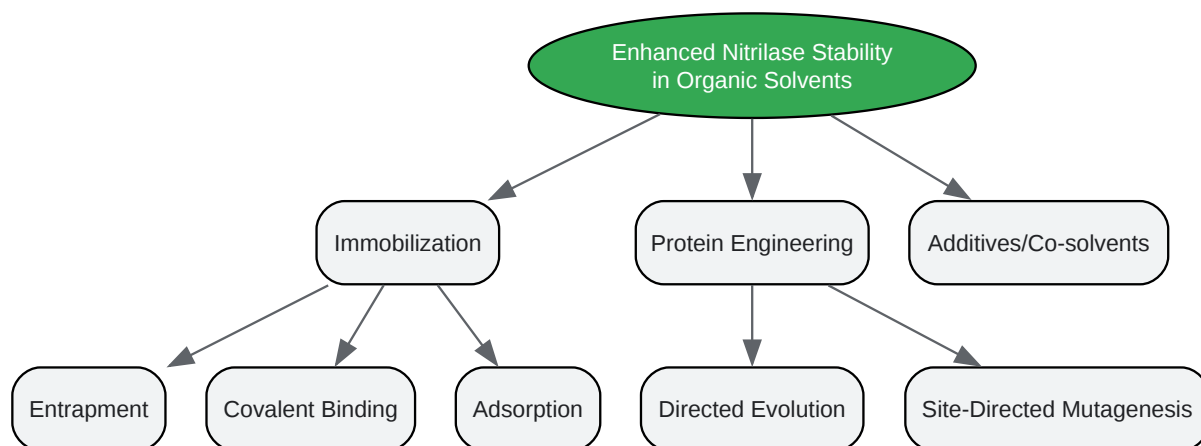 Enhanced Nitrilase Stability
in Organic Solvents
Immobilization
Protein Engineering
Additives/Co-solvents
Entrapment
Covalent Binding
Adsorption
Directed Evolution
Site-Directed Mutagenesis